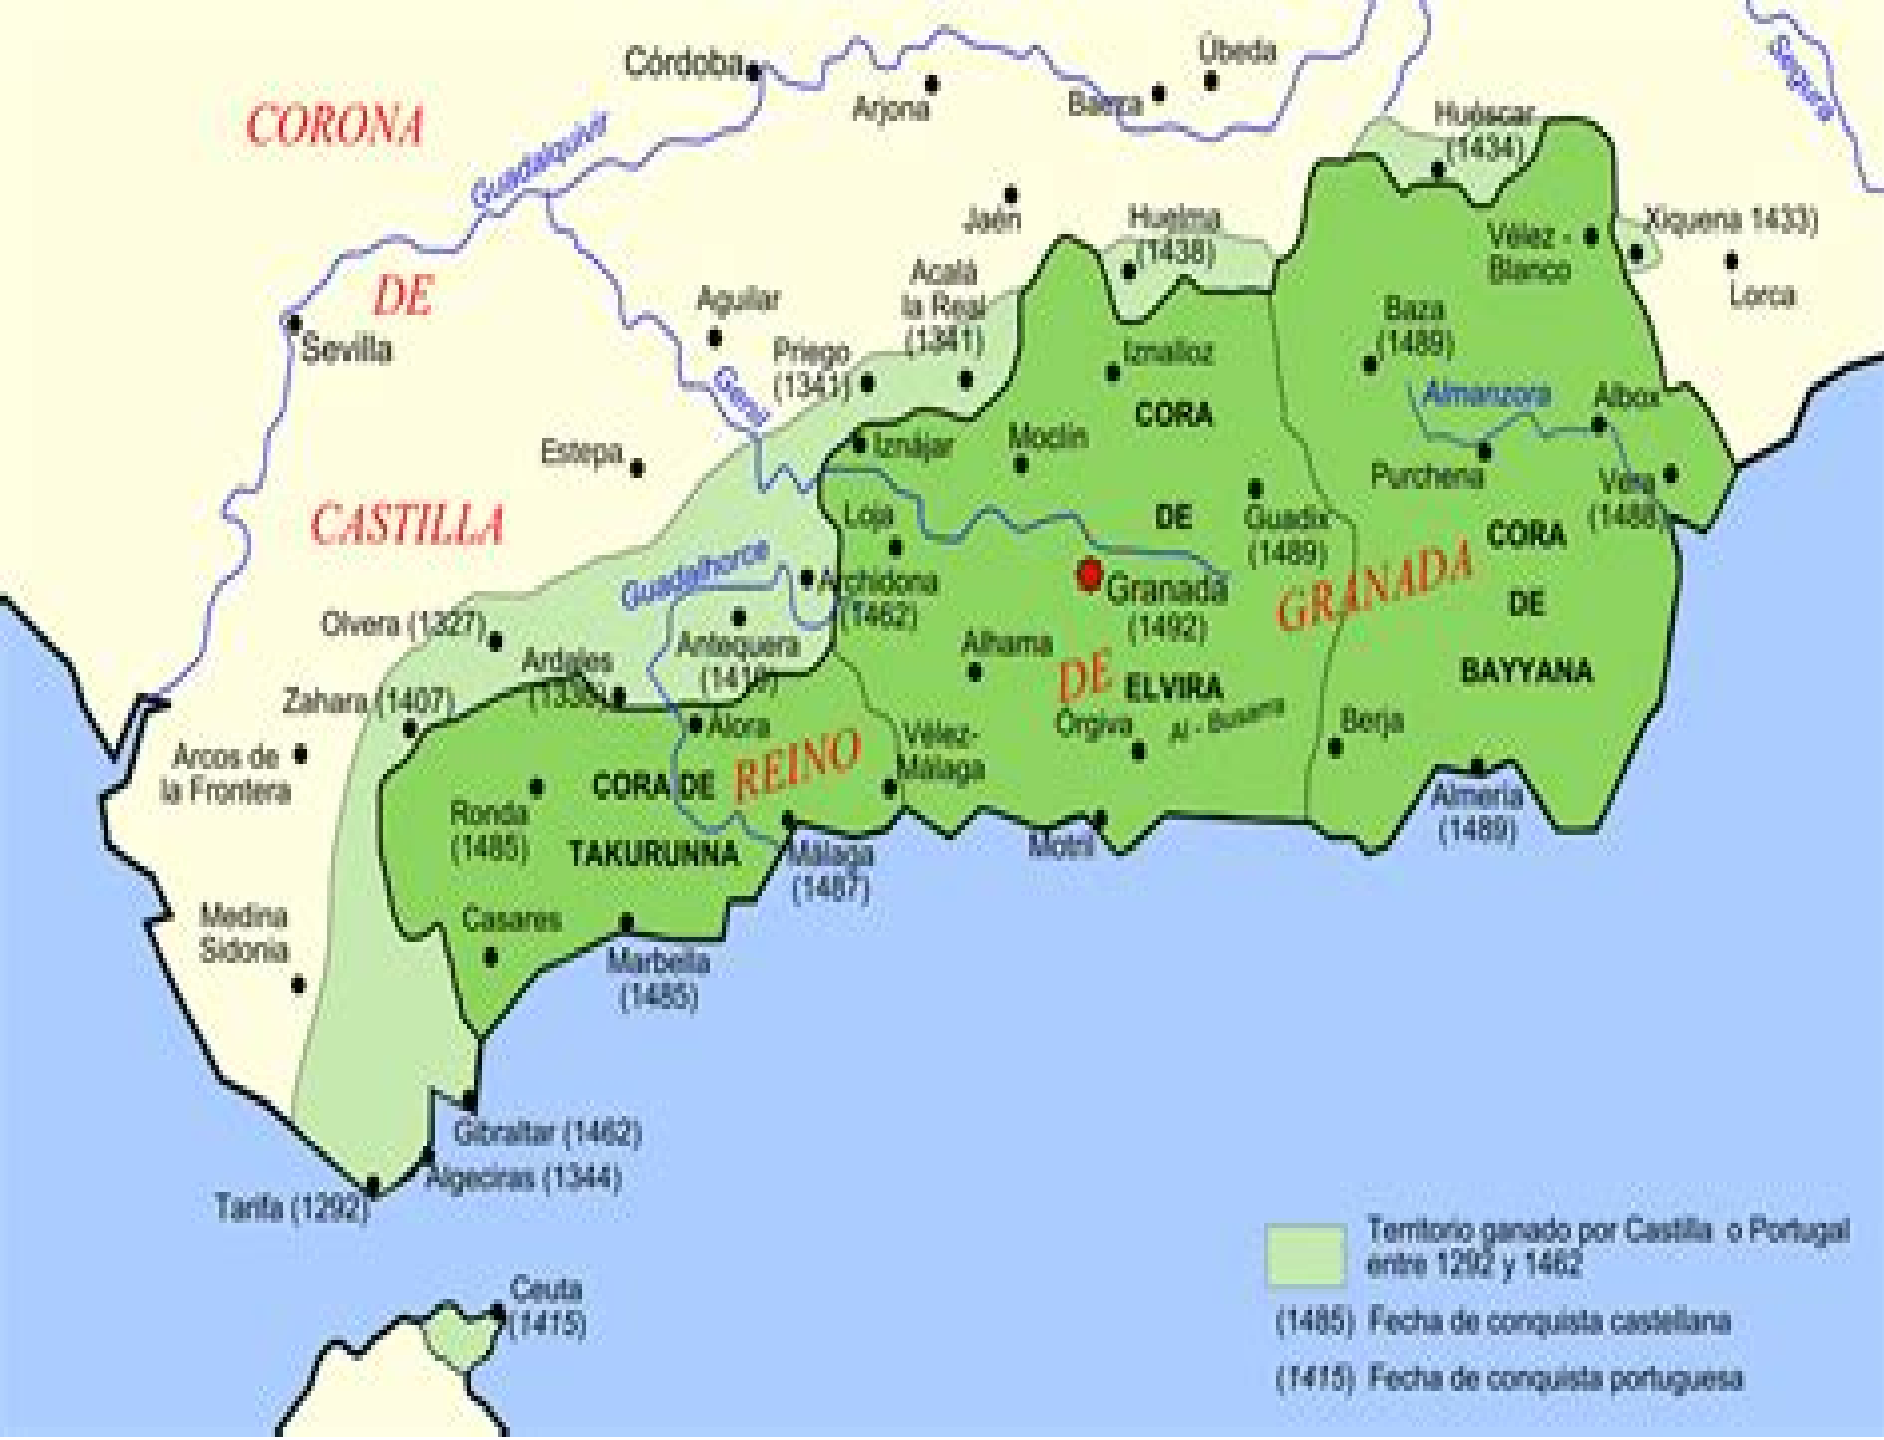 Córdoba
Úbeda
Arjona
Baeza
Segura
CORONA
Guadalquivir
Huéscar
(1434)
Jaén
Huelma
(1438)
Vélez -
Blanco
Xiquena 1433)
Lorca
DE
Acalá
la Real
(1341)
Aguilar
Sevilla
Priego
(1341)
Genil
Iznalloz
Baza
(1489)
Almanzora
Albox
CORA
Estepa
Iznájar
Moclín
Purchena
Vera
(1488)
CASTILLA
Loja
DE
Guadix
(1489)
CORA
Guadalhorce
Archidona
(1462)
Granada
(1492)
GRANADA
DE
Olvera (1327)
Antequera
(1410)
Alhama
Ardales
DE
ELVIRA
BAYYANA
Zahara (1407)
Álora
Órgiva
Al - Busarra
Berja
Arcos de
la Frontera
CORA DE
REINO
Vélez-
Málaga
Ronda
(1485)
TAKURUNNA
Málaga
(1487)
Motril
Almería
(1489)
Medina
Sidonia
Casares
Marbella
(1485)
Gibraltar (1462)
Algeciras (1344)
Tarifa (1292)
Ceuta
(1415)
Territorio ganado por Castilla o Portugal
entre 1292 y 1462
(1485) Fecha de conquista castellana
(1415) Fecha de conquista portuguesa